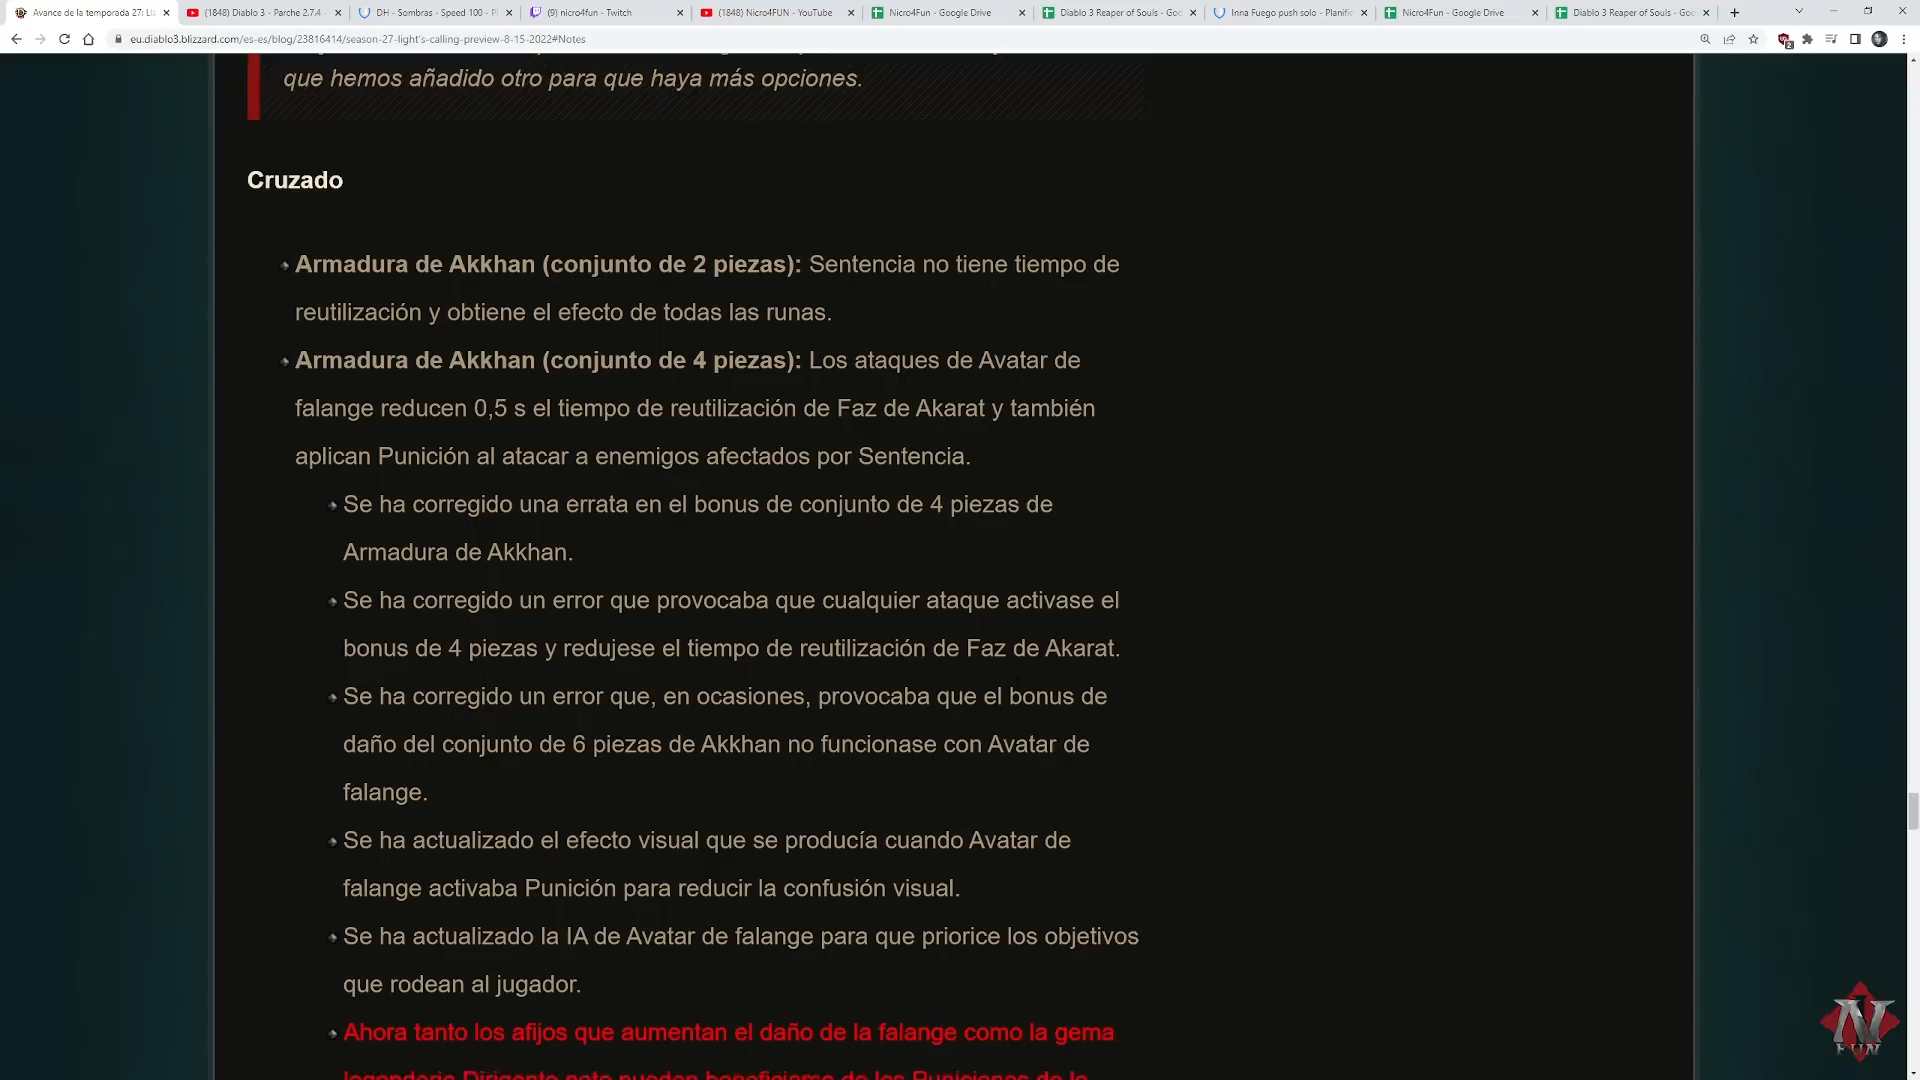 Avance de la temporada 27: Ll
(1848) Diablo 3 - Parche 2.7.4 -
DH - Sombras - Speed 100 - Pl
(9) nicro4fun - Twitch
(1848) Nicro4FUN - YouTube
Nicro4Fun - Google Drive
Diablo 3 Reaper of Souls - Goo
Inna Fuego push solo - Planific
Nicro4Fun - Google Drive
Diablo 3 Reaper of Souls - Goo
eu.diablo3.blizzard.com/es-es/blog/23816414/season-27-light's-calling-preview-8-15-2022#Notes
que hemos añadido otro para que haya más opciones.
Cruzado
Armadura de Akkhan (conjunto de 2 piezas): Sentencia no tiene tiempo de
reutilización y obtiene el efecto de todas las runas.
Armadura de Akkhan (conjunto de 4 piezas): Los ataques de Avatar de
falange reducen 0,5 s el tiempo de reutilización de Faz de Akarat y también
aplican Punición al atacar a enemigos afectados por Sentencia.
Se ha corregido una errata en el bonus de conjunto de 4 piezas de
Armadura de Akkhan.
Se ha corregido un error que provocaba que cualquier ataque activase el
bonus de 4 piezas y redujese el tiempo de reutilización de Faz de Akarat.
Se ha corregido un error que, en ocasiones, provocaba que el bonus de
daño del conjunto de 6 piezas de Akkhan no funcionase con Avatar de
falange.
Se ha actualizado el efecto visual que se producía cuando Avatar de
falange activaba Punición para reducir la confusión visual.
Se ha actualizado la IA de Avatar de falange para que priorice los objetivos
que rodean al jugador.
Ahora tanto los afijos que aumentan el daño de la falange como la gema
N
FUN